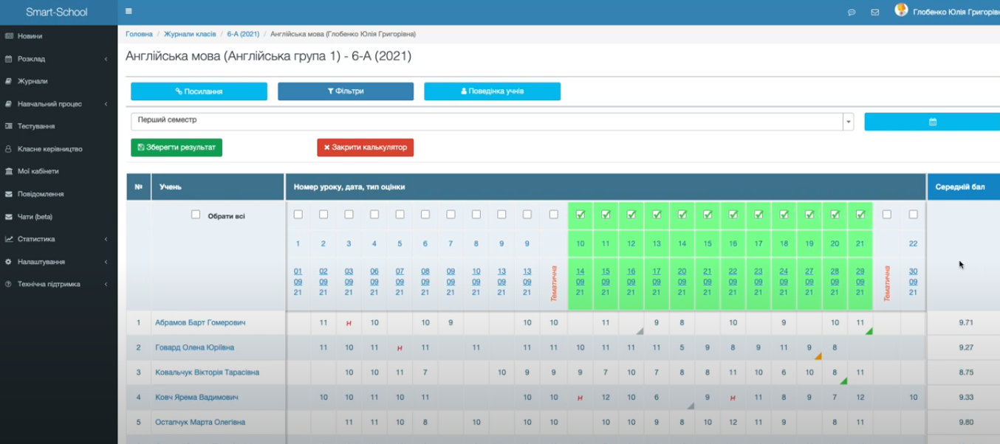 Smart-School
Глобенко Юлія Григорівн
Новини
Розклад
Журнали
Навчальний процес
Тестування
Класне керівництво
Мої кабінети
Повідомлення
Чати (beta)
Статистика
Налаштування
Технічна підтримка
Головна / Журнали класів / 6-А (2021) / Англійська мова (Глобенко Юлія Григорівна)
Англійська мова (Англійська група 1) - 6-А (2021)
Посилання Фільтри Поведінка учнів
Перший семестр
Зберегти результат Закрити калькулятор
№ Учень Номер уроку, дата, тип оцінки Середній бал
Обрати всі
1 2 3 4 5 6 7 8 9 9 10 11 12 13 14 15 16 17 18 19 20 21 22
01 02 03 06 07 08 09 10 13 13 Тематична 14 15 16 17 20 21 22 23 24 27 28 29 Тематична 30
09 09 09 09 09 09 09 09 09 09 09 09 09 09 09 09 09 09 09 09 09 09 09
21 21 21 21 21 21 21 21 21 21 21 21 21 21 21 21 21 21 21 21 21 21 21
1 Абрамов Барт Гомерович 11 Н 10 10 9 10 10 11 9 8 10 9 10 11 9.71
2 Говард Олена Юріївна 11 10 11 Н 11 11 11 11 10 11 11 11 5 9 8 9 11 9 8 9.27
3 Ковальчук Вікторія Тарасівна 10 10 11 7 10 9 9 9 7 10 7 8 8 11 10 6 10 8 11 8.75
4 Ковч Ярема Вадимович 10 10 11 10 11 10 10 Н 12 10 6 9 Н 11 8 9 7 12 10 9.33
5 Остапчук Марта Олегівна 11 11 10 8 10 10 10 10 10 9 8 10 12 11 9 8 11 9.80